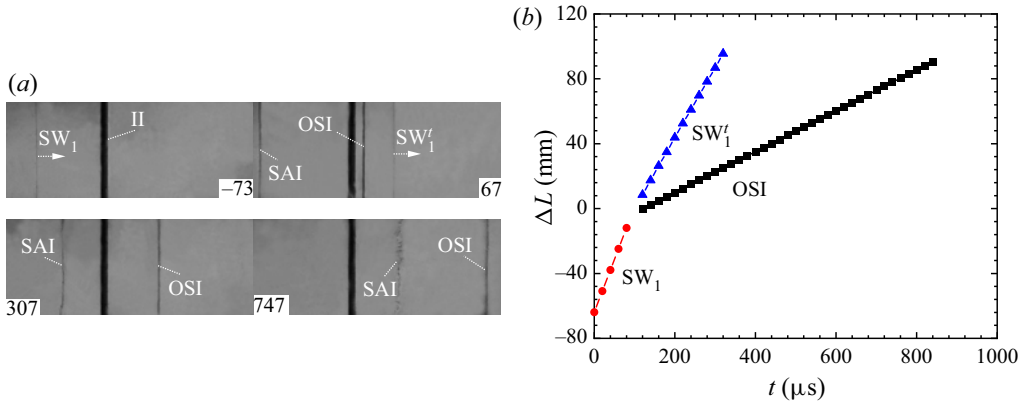 (a)
SW₁
II
−73
OSI
SAI
SW₁ᵗ
67
SAI
OSI
307
SAI
OSI
747
(b)
120
80
40
0
−40
−80
ΔL (mm)
SW₁ᵗ
OSI
SW₁
0
200
400
600
800
1000
t (μs)